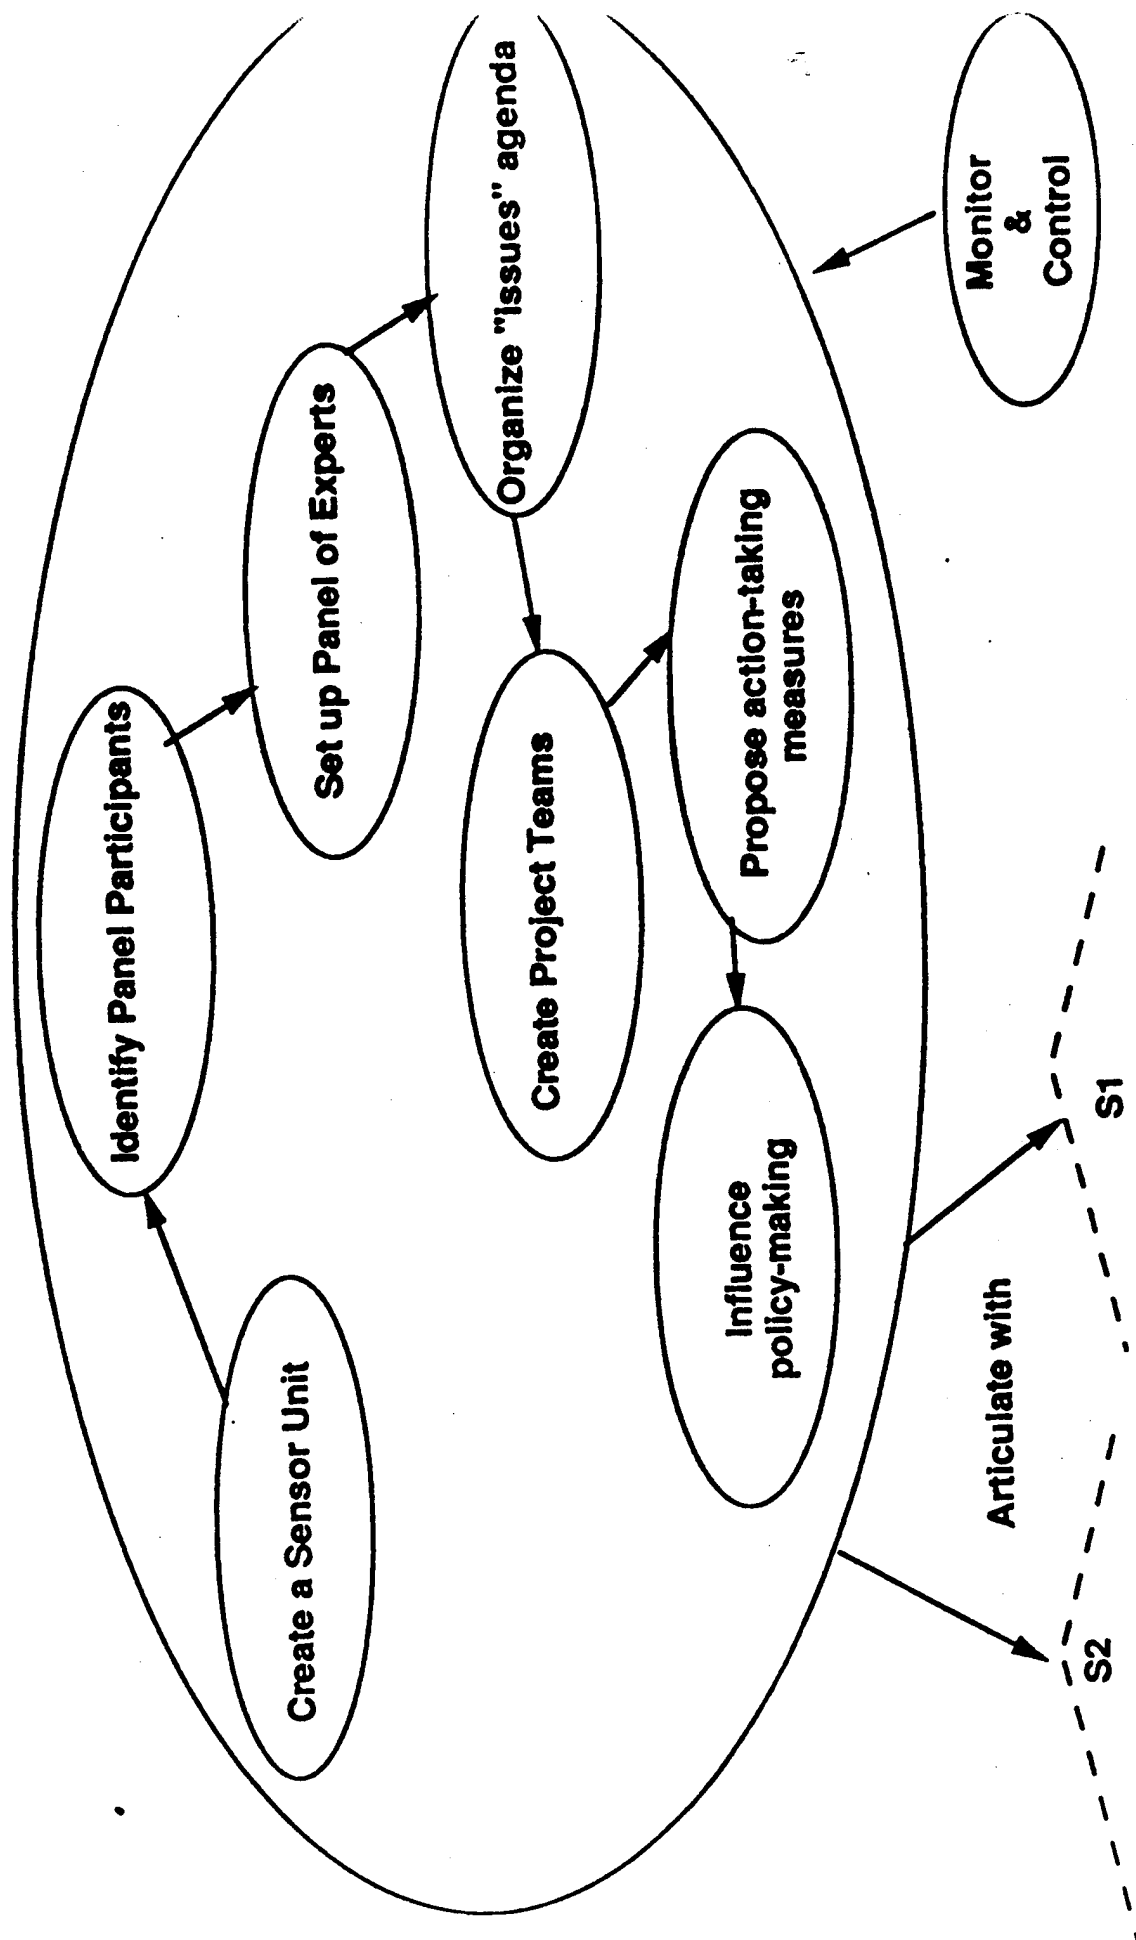 Identify Panel Participants
Set up Panel of Experts
Create a Sensor Unit
Organize "issues" agenda
Create Project Teams
Propose action-taking
measures
Influence
policy-making
Monitor
&
Control
Articulate with
S2
S1